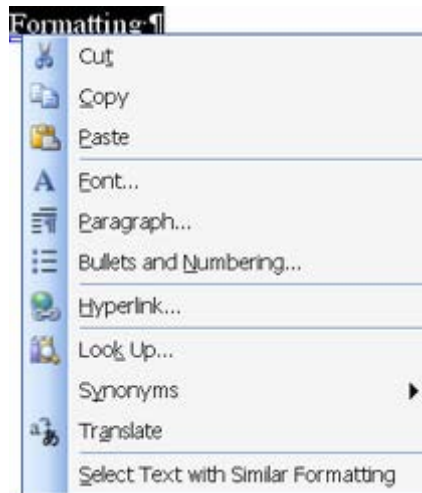 Formatting·¶
Cut
Copy
Paste
Font...
Paragraph...
Bullets and Numbering...
Hyperlink...
Look Up...
Synonyms
Translate
Select Text with Similar Formatting